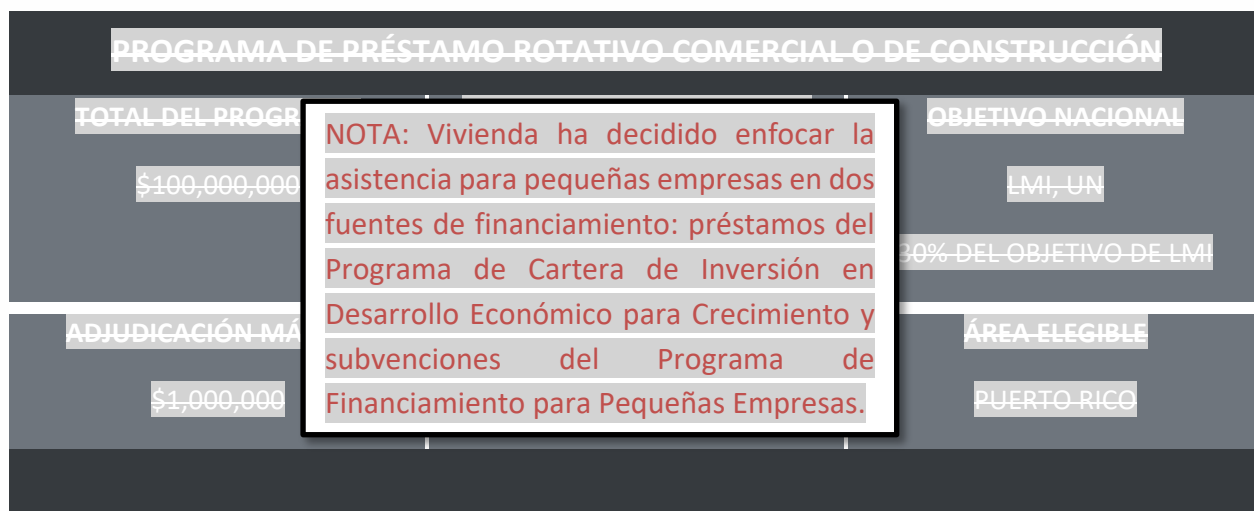 PROGRAMA DE PRÉSTAMO ROTATIVO COMERCIAL O DE CONSTRUCCIÓN
TOTAL DEL
OBJETIVO NACIONAL
$100,000,000
LMI, UN
DEL OBJETIVO DE LMI
NOTA: Vivienda ha decidido enfocar la
asistencia para pequeñas empresas en dos
fuentes de financiamiento: préstamos del
Programa de Cartera de Inversión en
Desarrollo Económico para Crecimiento y
subvenciones del Programa de
Financiamiento para Pequeñas Empresas.
ADJUDICACIÓN
$1,000,000
ÁREA ELEGIBLE
PUERTO RICO